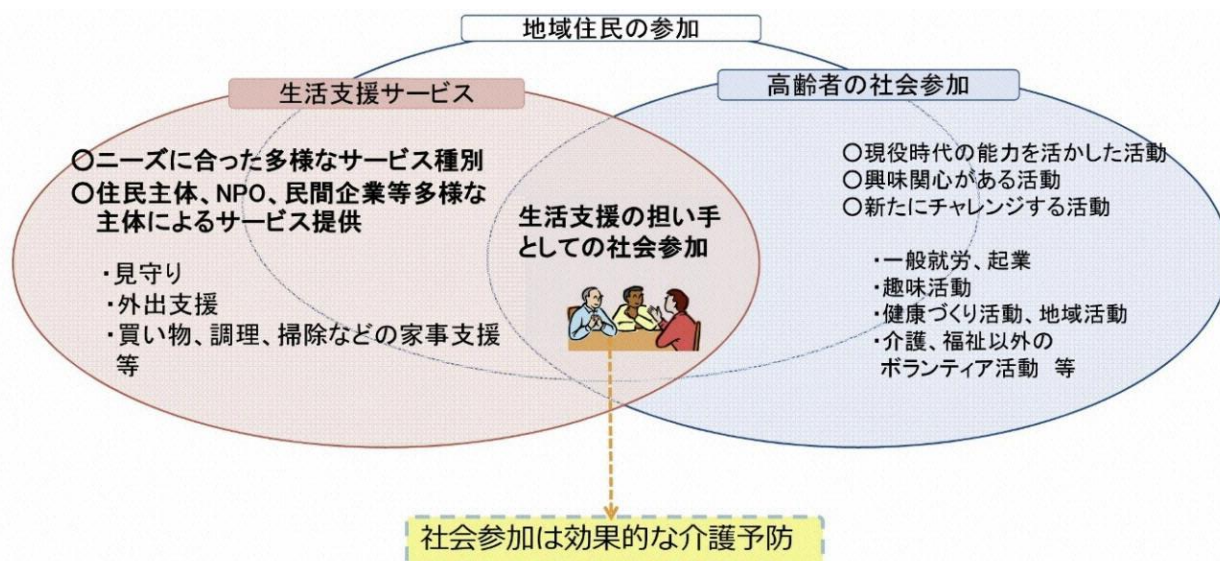 地域住民の参加
生活支援サービス
〇ニーズに合った多様なサービス種別
〇住民主体、NPO、民間企業等多様な
主体によるサービス提供
・見守り
・外出支援
・買い物、調理、掃除などの家事支援
等
生活支援の担い手
としての社会参加
高齢者の社会参加
〇現役時代の能力を活かした活動
〇興味関心がある活動
〇新たにチャレンジする活動
・一般就労、起業
・趣味活動
・健康づくり活動、地域活動
・介護、福祉以外の
ボランティア活動 等
社会参加は効果的な介護予防